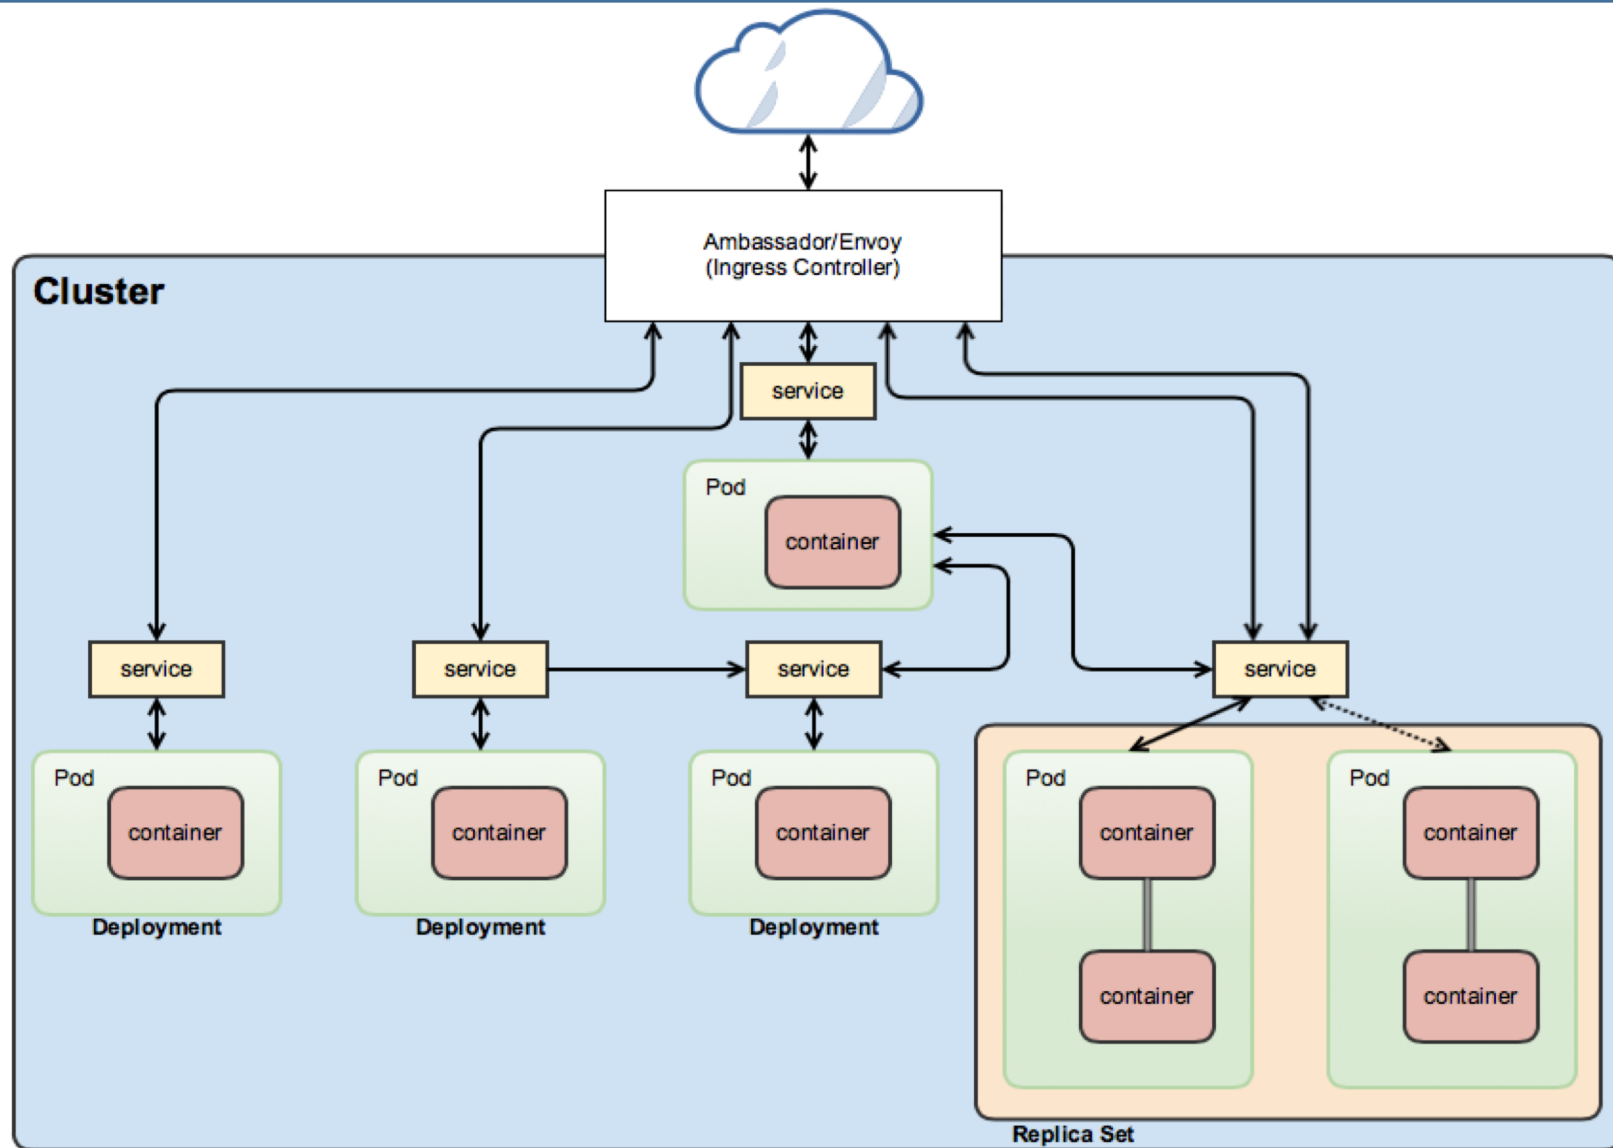 Ambassador/Envoy
(Ingress Controller)
Cluster
service
Pod
container
service
service
service
service
Pod
container
Deployment
Pod
container
Deployment
Pod
container
Deployment
Pod
container
container
Pod
container
container
Replica Set